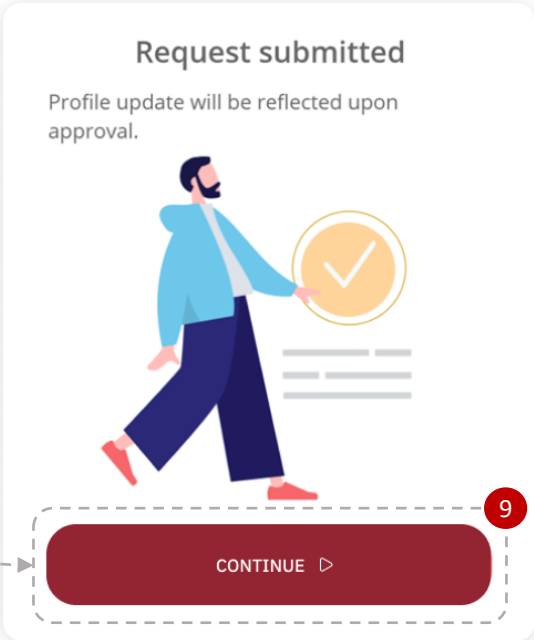 Request submitted
Profile update will be reflected upon
approval.
9
CONTINUE